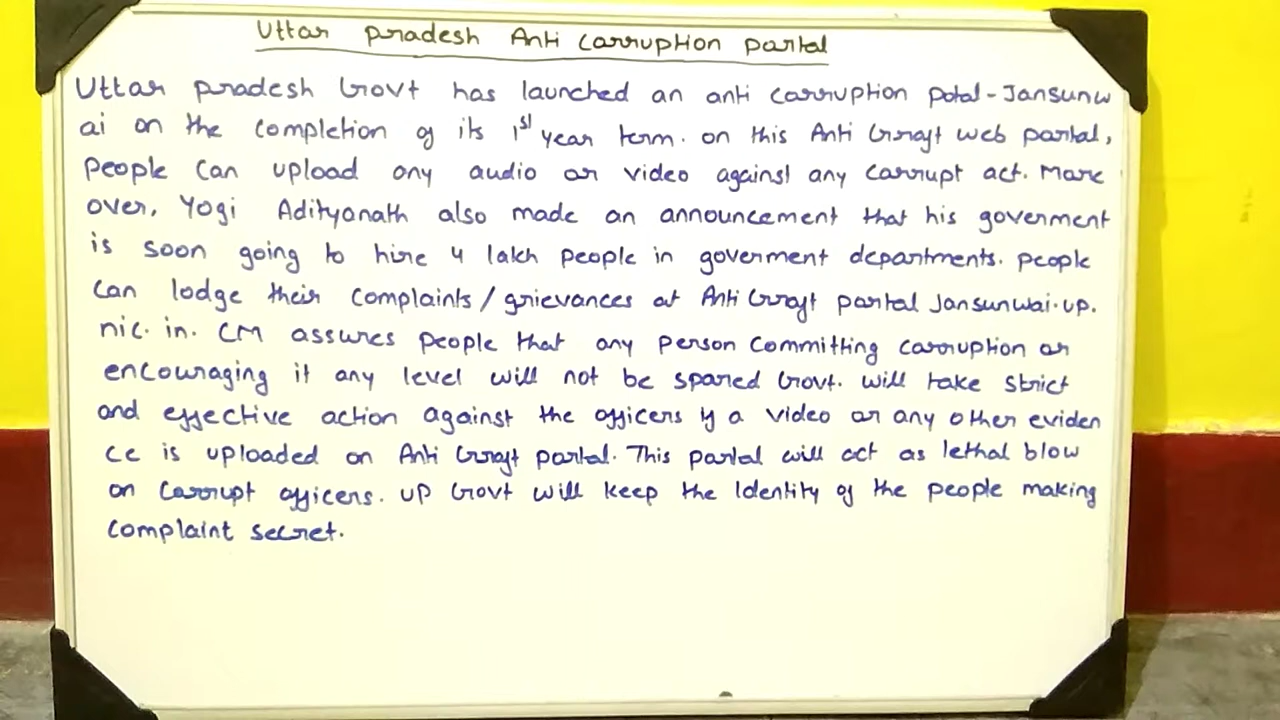 Uttar pradesh Anti Carruption partal
Uttar pradesh Govt has launched an anti carruption potal-Jansunw
ai on the completion of its 1st year term. on this Anti Graft web partal,
people can upload any audio or video against any carrupt act. More
over, Yogi Adityanath also made an announcement that his goverment
is soon going to hire 4 lakh people in goverment departments. people
can lodge their complaints/grievances at Anti Graft partal Jansunwai.up.
nic.in. CM assures people that any person committing carruption or
encouraging it any level will not be spared Govt. will take strict
and effective action against the officers if a video or any other eviden
ce is uploaded on Anti Graft partal. This partal will act as lethal blow
on carrupt officers. UP Govt will keep the Identity of the people making
complaint secret.